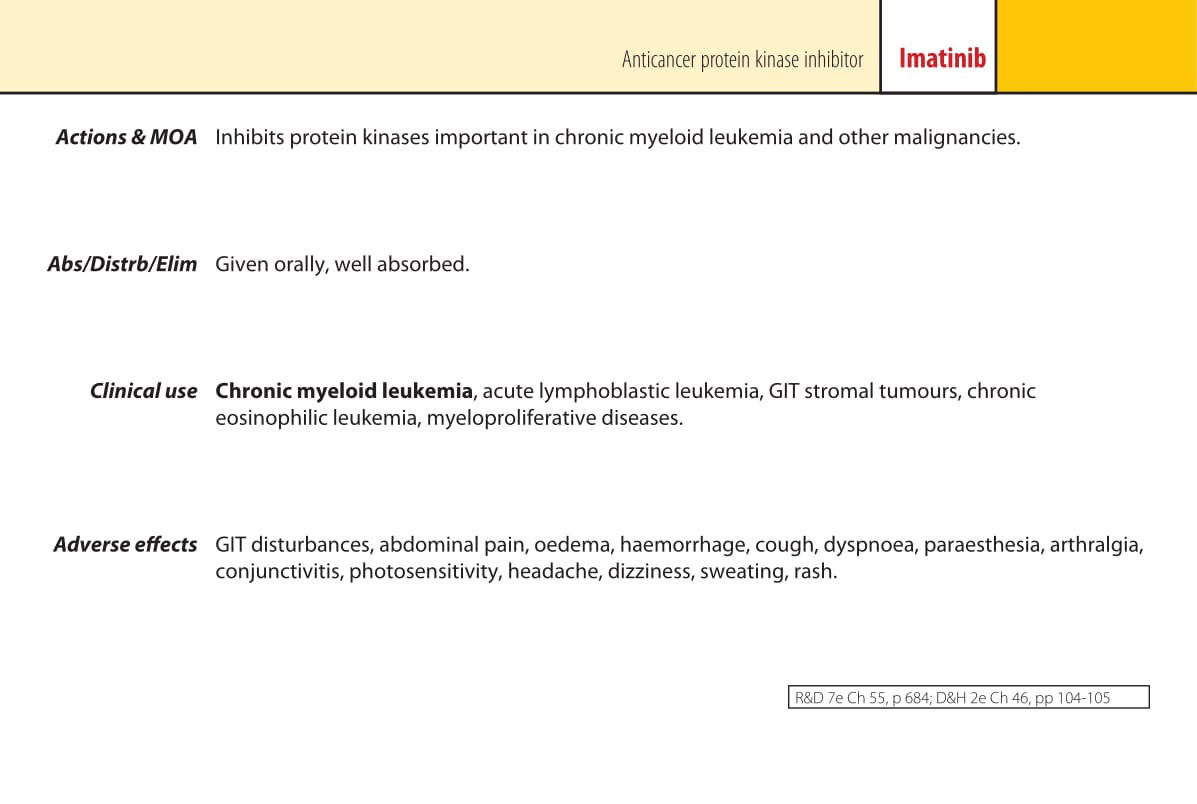 Anticancer protein kinase inhibitor Imatinib
Actions & MOA Inhibits protein kinases important in chronic myeloid leukemia and other malignancies.
Abs/Distrb/Elim Given orally, well absorbed.
Clinical use Chronic myeloid leukemia, acute lymphoblastic leukemia, GIT stromal tumours, chronic
eosinophilic leukemia, myeloproliferative diseases.
Adverse effects GIT disturbances, abdominal pain, oedema, haemorrhage, cough, dyspnoea, paraesthesia, arthralgia,
conjunctivitis, photosensitivity, headache, dizziness, sweating, rash.
R&D 7e Ch 55, p 684; D&H 2e Ch 46, pp 104-105